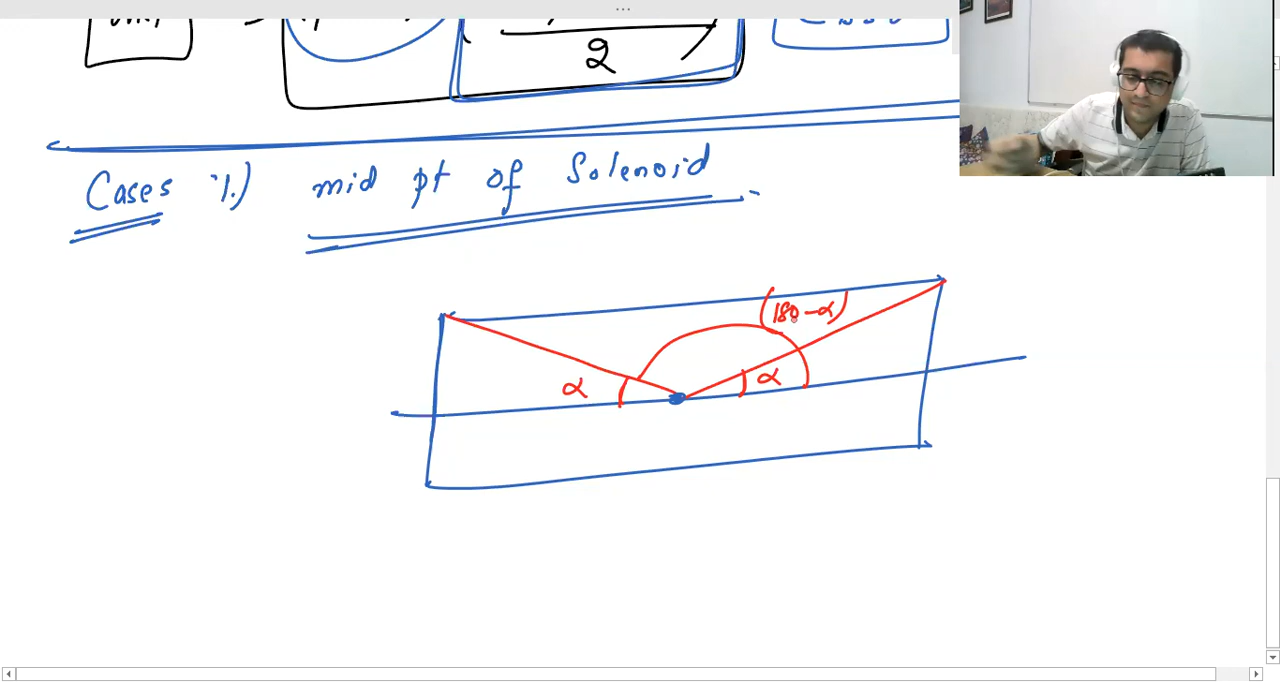 2
Cases 1.) mid pt of Solenoid
(180-α)
α
α